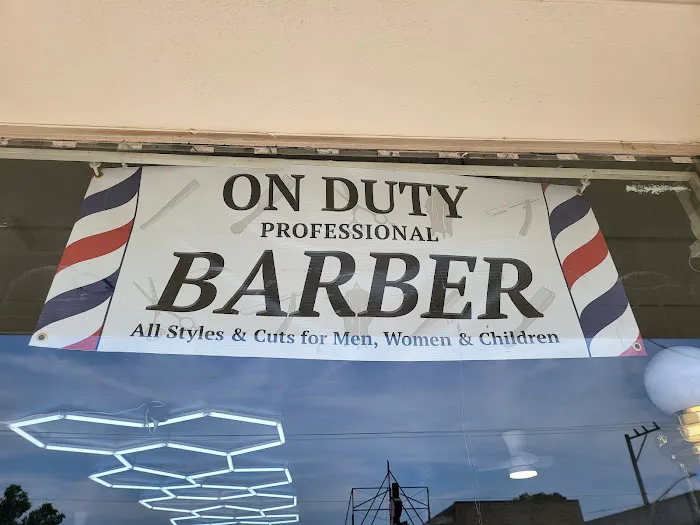 ON DUTY
PROFESSIONAL
BARBER
All Styles & Cuts for Men, Women & Children